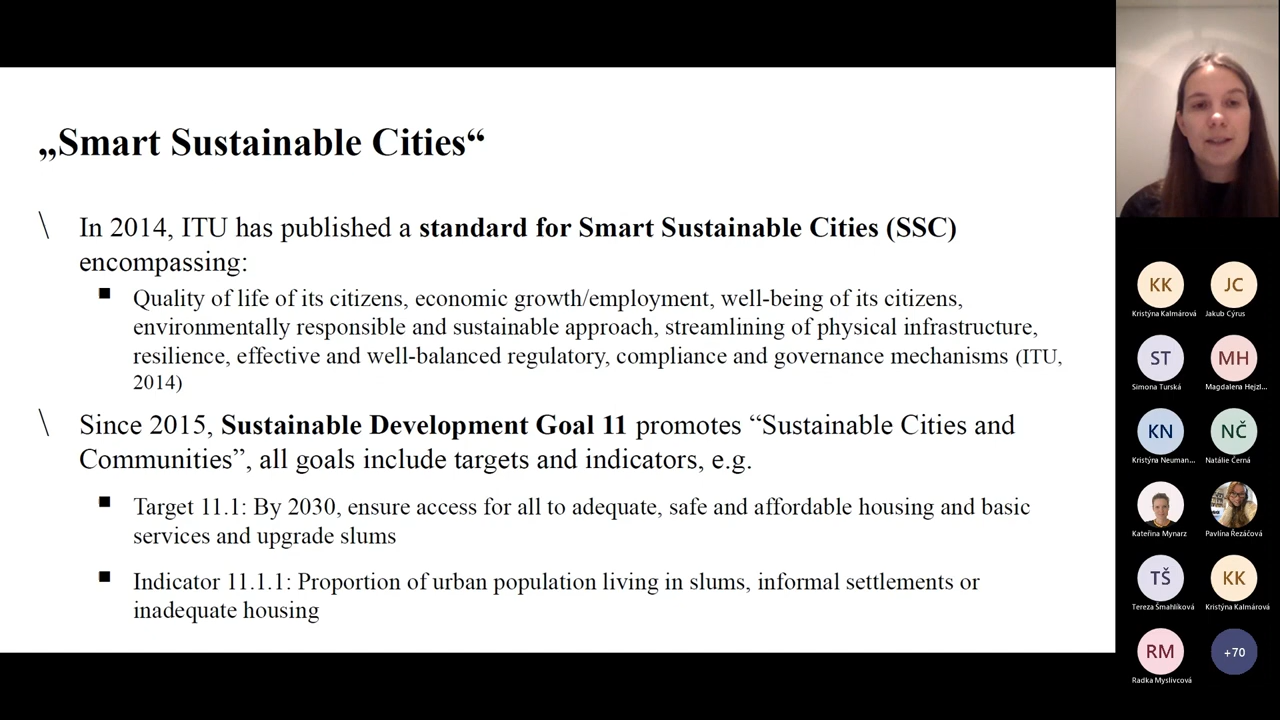 „Smart Sustainable Cities“
\ In 2014, ITU has published a standard for Smart Sustainable Cities (SSC)
encompassing:
■ Quality of life of its citizens, economic growth/employment, well-being of its citizens,
environmentally responsible and sustainable approach, streamlining of physical infrastructure,
resilience, effective and well-balanced regulatory, compliance and governance mechanisms (ITU,
2014)
\ Since 2015, Sustainable Development Goal 11 promotes “Sustainable Cities and
Communities”, all goals include targets and indicators, e.g.
■ Target 11.1: By 2030, ensure access for all to adequate, safe and affordable housing and basic
services and upgrade slums
■ Indicator 11.1.1: Proportion of urban population living in slums, informal settlements or
inadequate housing
KK JC
Kristýna Kalmárová Jakub Cýrus
ST MH
Simona Turská Magdalena Hejzl...
KN NČ
Kristýna Neuman... Natálie Černá
Kateřina Mynarz Pavlína Řezáčová
TŠ KK
Tereza Šmahlíková Kristýna Kalmárová
RM +70
Radka Myslivcová